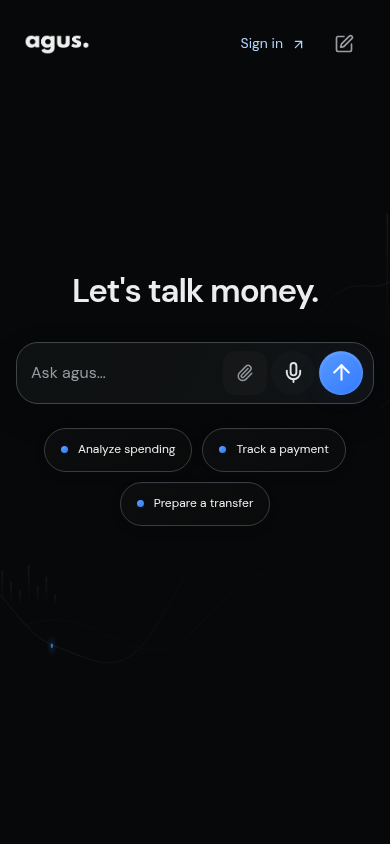 agus.
Sign in
Let's talk money.
Ask agus...
Analyze spending
Track a payment
Prepare a transfer